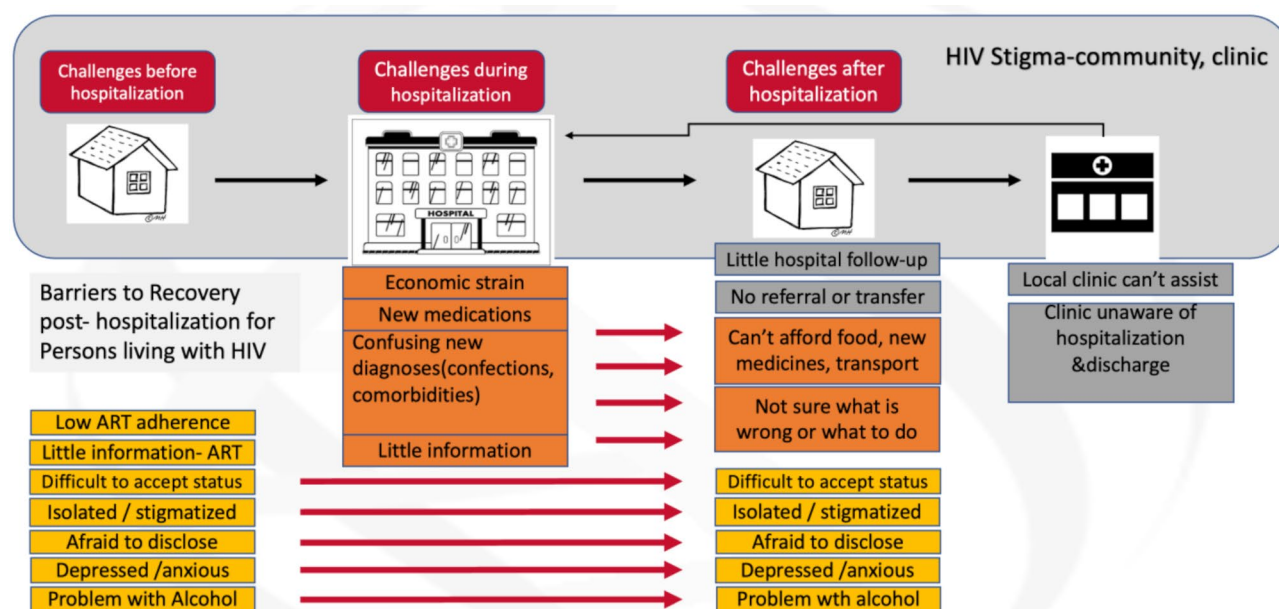 HIV Stigma-community, clinic
Challenges before
hospitalization
Challenges during
hospitalization
Challenges after
hospitalization
©MH
HOSPITAL
©MH
Barriers to Recovery
post- hospitalization for
Persons living with HIV
Economic strain
New medications
Confusing new
diagnoses(confections,
comorbidities)
Little information
Little hospital follow-up
No referral or transfer
Can't afford food, new
medicines, transport
Not sure what is
wrong or what to do
Local clinic can't assist
Clinic unaware of
hospitalization
&discharge
Low ART adherence
Little information- ART
Difficult to accept status
Isolated / stigmatized
Afraid to disclose
Depressed /anxious
Problem with Alcohol
Difficult to accept status
Isolated / stigmatized
Afraid to disclose
Depressed /anxious
Problem wth alcohol